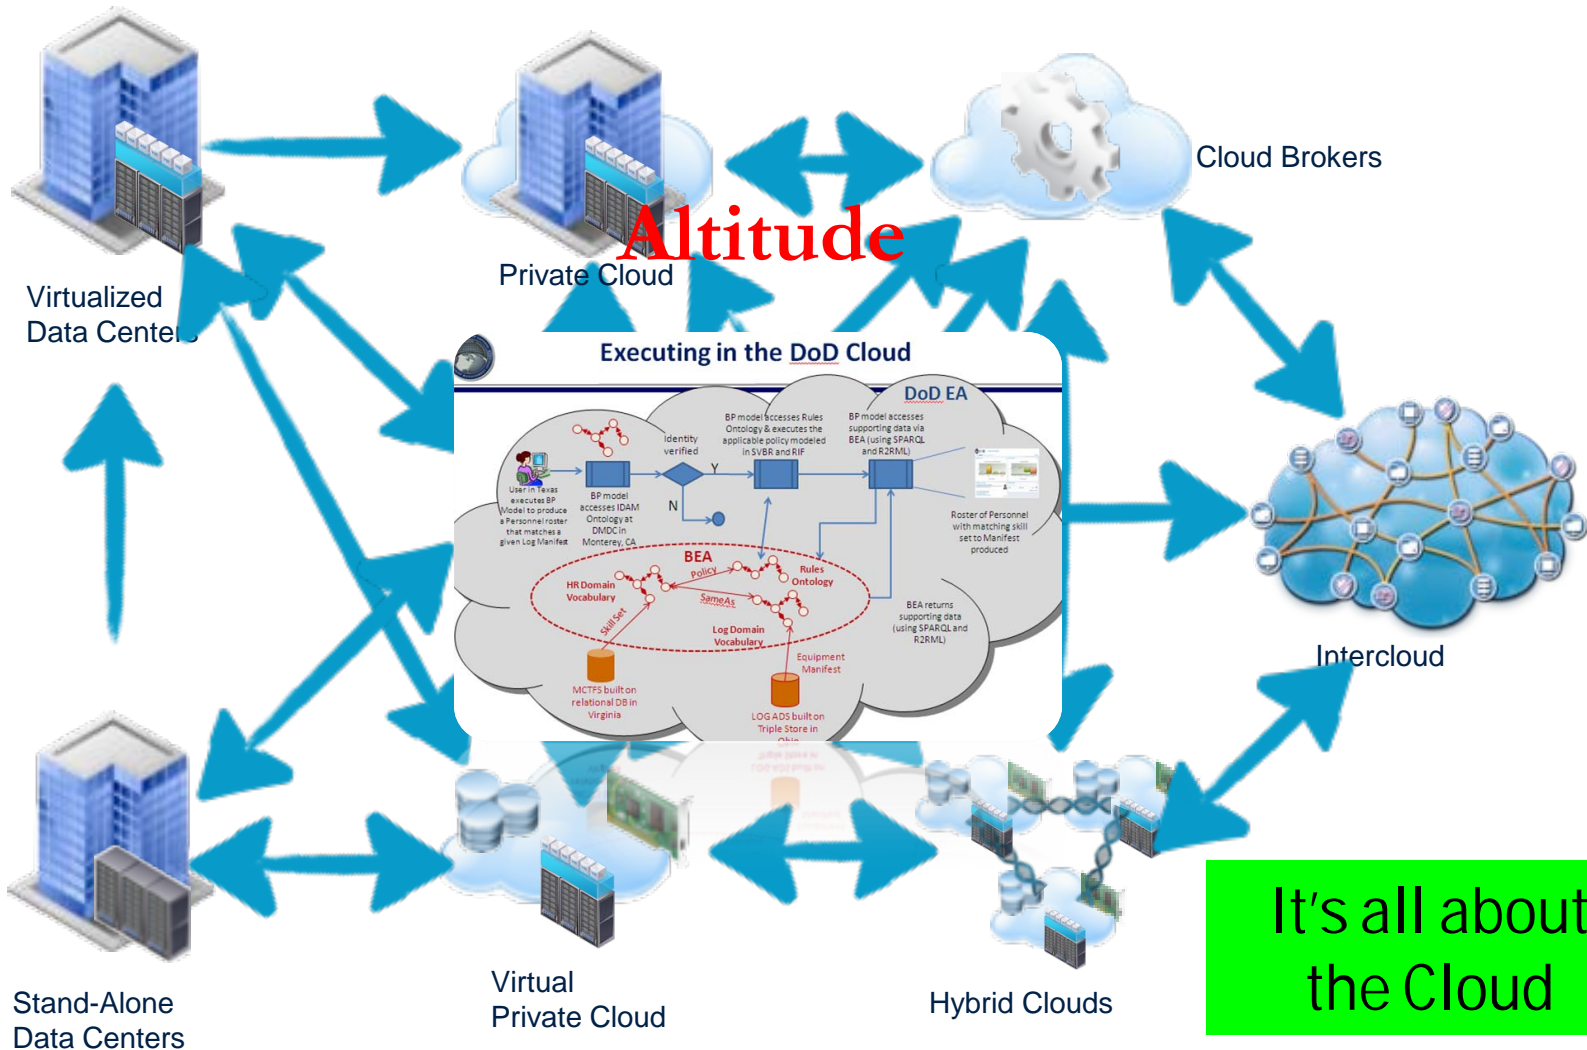 Cloud Brokers
Altitude
Private Cloud
Virtualized
Data Centers
Executing in the DoD Cloud
DoD EA
BP model accesses Rules
Ontology & executes the
applicable policy modeled
in SVBR and RIF
BP model accesses
supporting data via
BEA (using SPARQL
and R2RML)
Identity
verified
Y
N
User in Texas
executes BP
Model to produce
a Personnel roster
that matches a
given Log Manifest
BP model
accesses IDAM
Ontology at
DMDC in
Monterey, CA
Roster of Personnel
with matching skill
set to Manifest
produced
BEA
Policy
Rules
Ontology
HR Domain
Vocabulary
SameAs
Skill Set
Log Domain
Vocabulary
BEA returns
supporting data
(using SPARQL and
R2RML)
Equipment
Manifest
MCTFS built on
relational DB in
Virginia
LOG ADS built on
Triple Store in
Ohio
Intercloud
It's all about
the Cloud
Stand-Alone
Data Centers
Virtual
Private Cloud
Hybrid Clouds